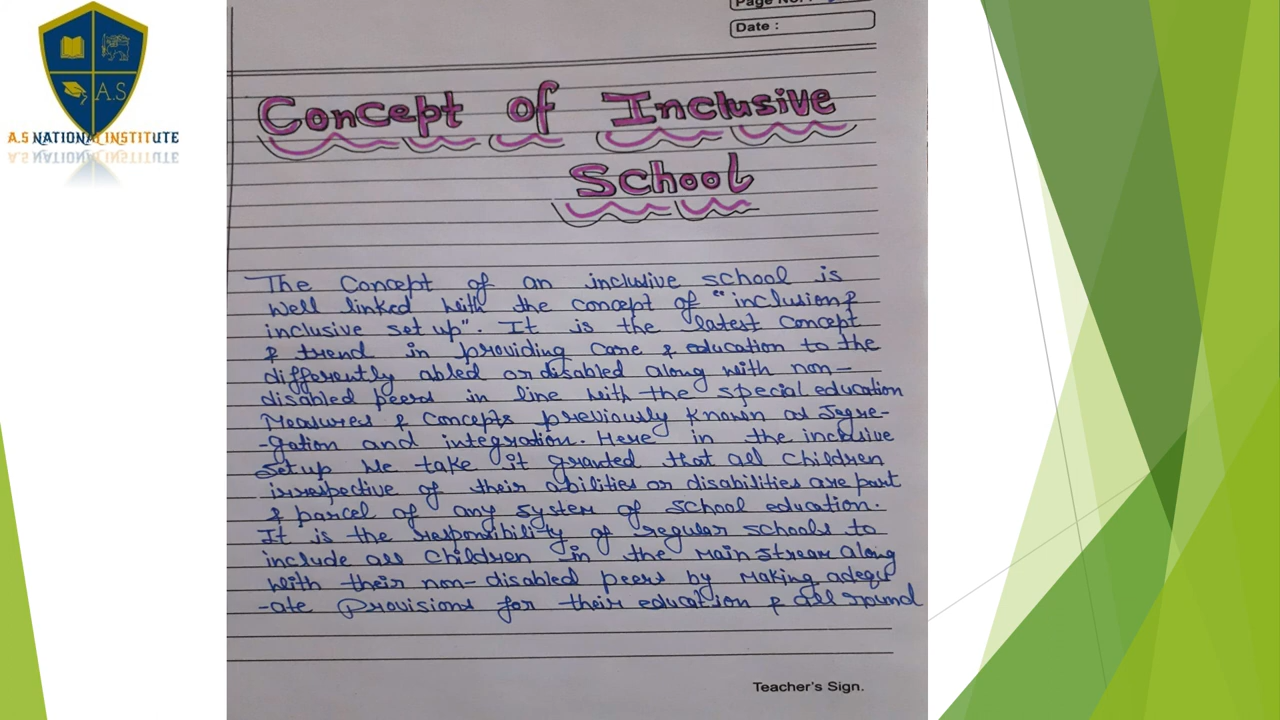 A.S
A.S NATIONAL INSTITUTE
Page No.
Date :
Concept of Inclusive
School
The Concept of an inclusive school is
well linked with the concept of "inclusion &
inclusive set up". It is the latest concept
& trend in providing care & education to the
differently abled or disabled along with non-
disabled peers in line with the special education
Measures & concepts previously known as segre-
-gation and integration. Here in the inclusive
set up we take it granted that all children
irrespective of their abilities or disabilities are part
& parcel of any system of school education.
It is the responsibility of regular schools to
include all children in the main stream along
with their non-disabled peers by making adequ
-ate provisions for their education & all round
Teacher's Sign.